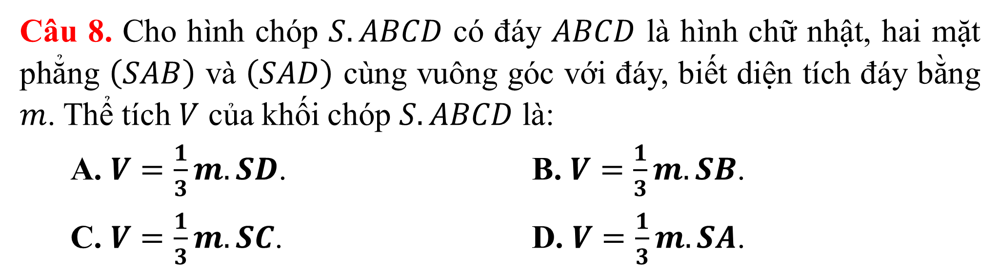 Câu 8. Cho hình chóp S.ABCD có đáy ABCD là hình chữ nhật, hai mặt
phẳng (SAB) và (SAD) cùng vuông góc với đáy, biết diện tích đáy bằng
m. Thể tích V của khối chóp S.ABCD là:
A. V = \frac{1}{3}m.SD. B. V = \frac{1}{3}m.SB.
C. V = \frac{1}{3}m.SC. D. V = \frac{1}{3}m.SA.